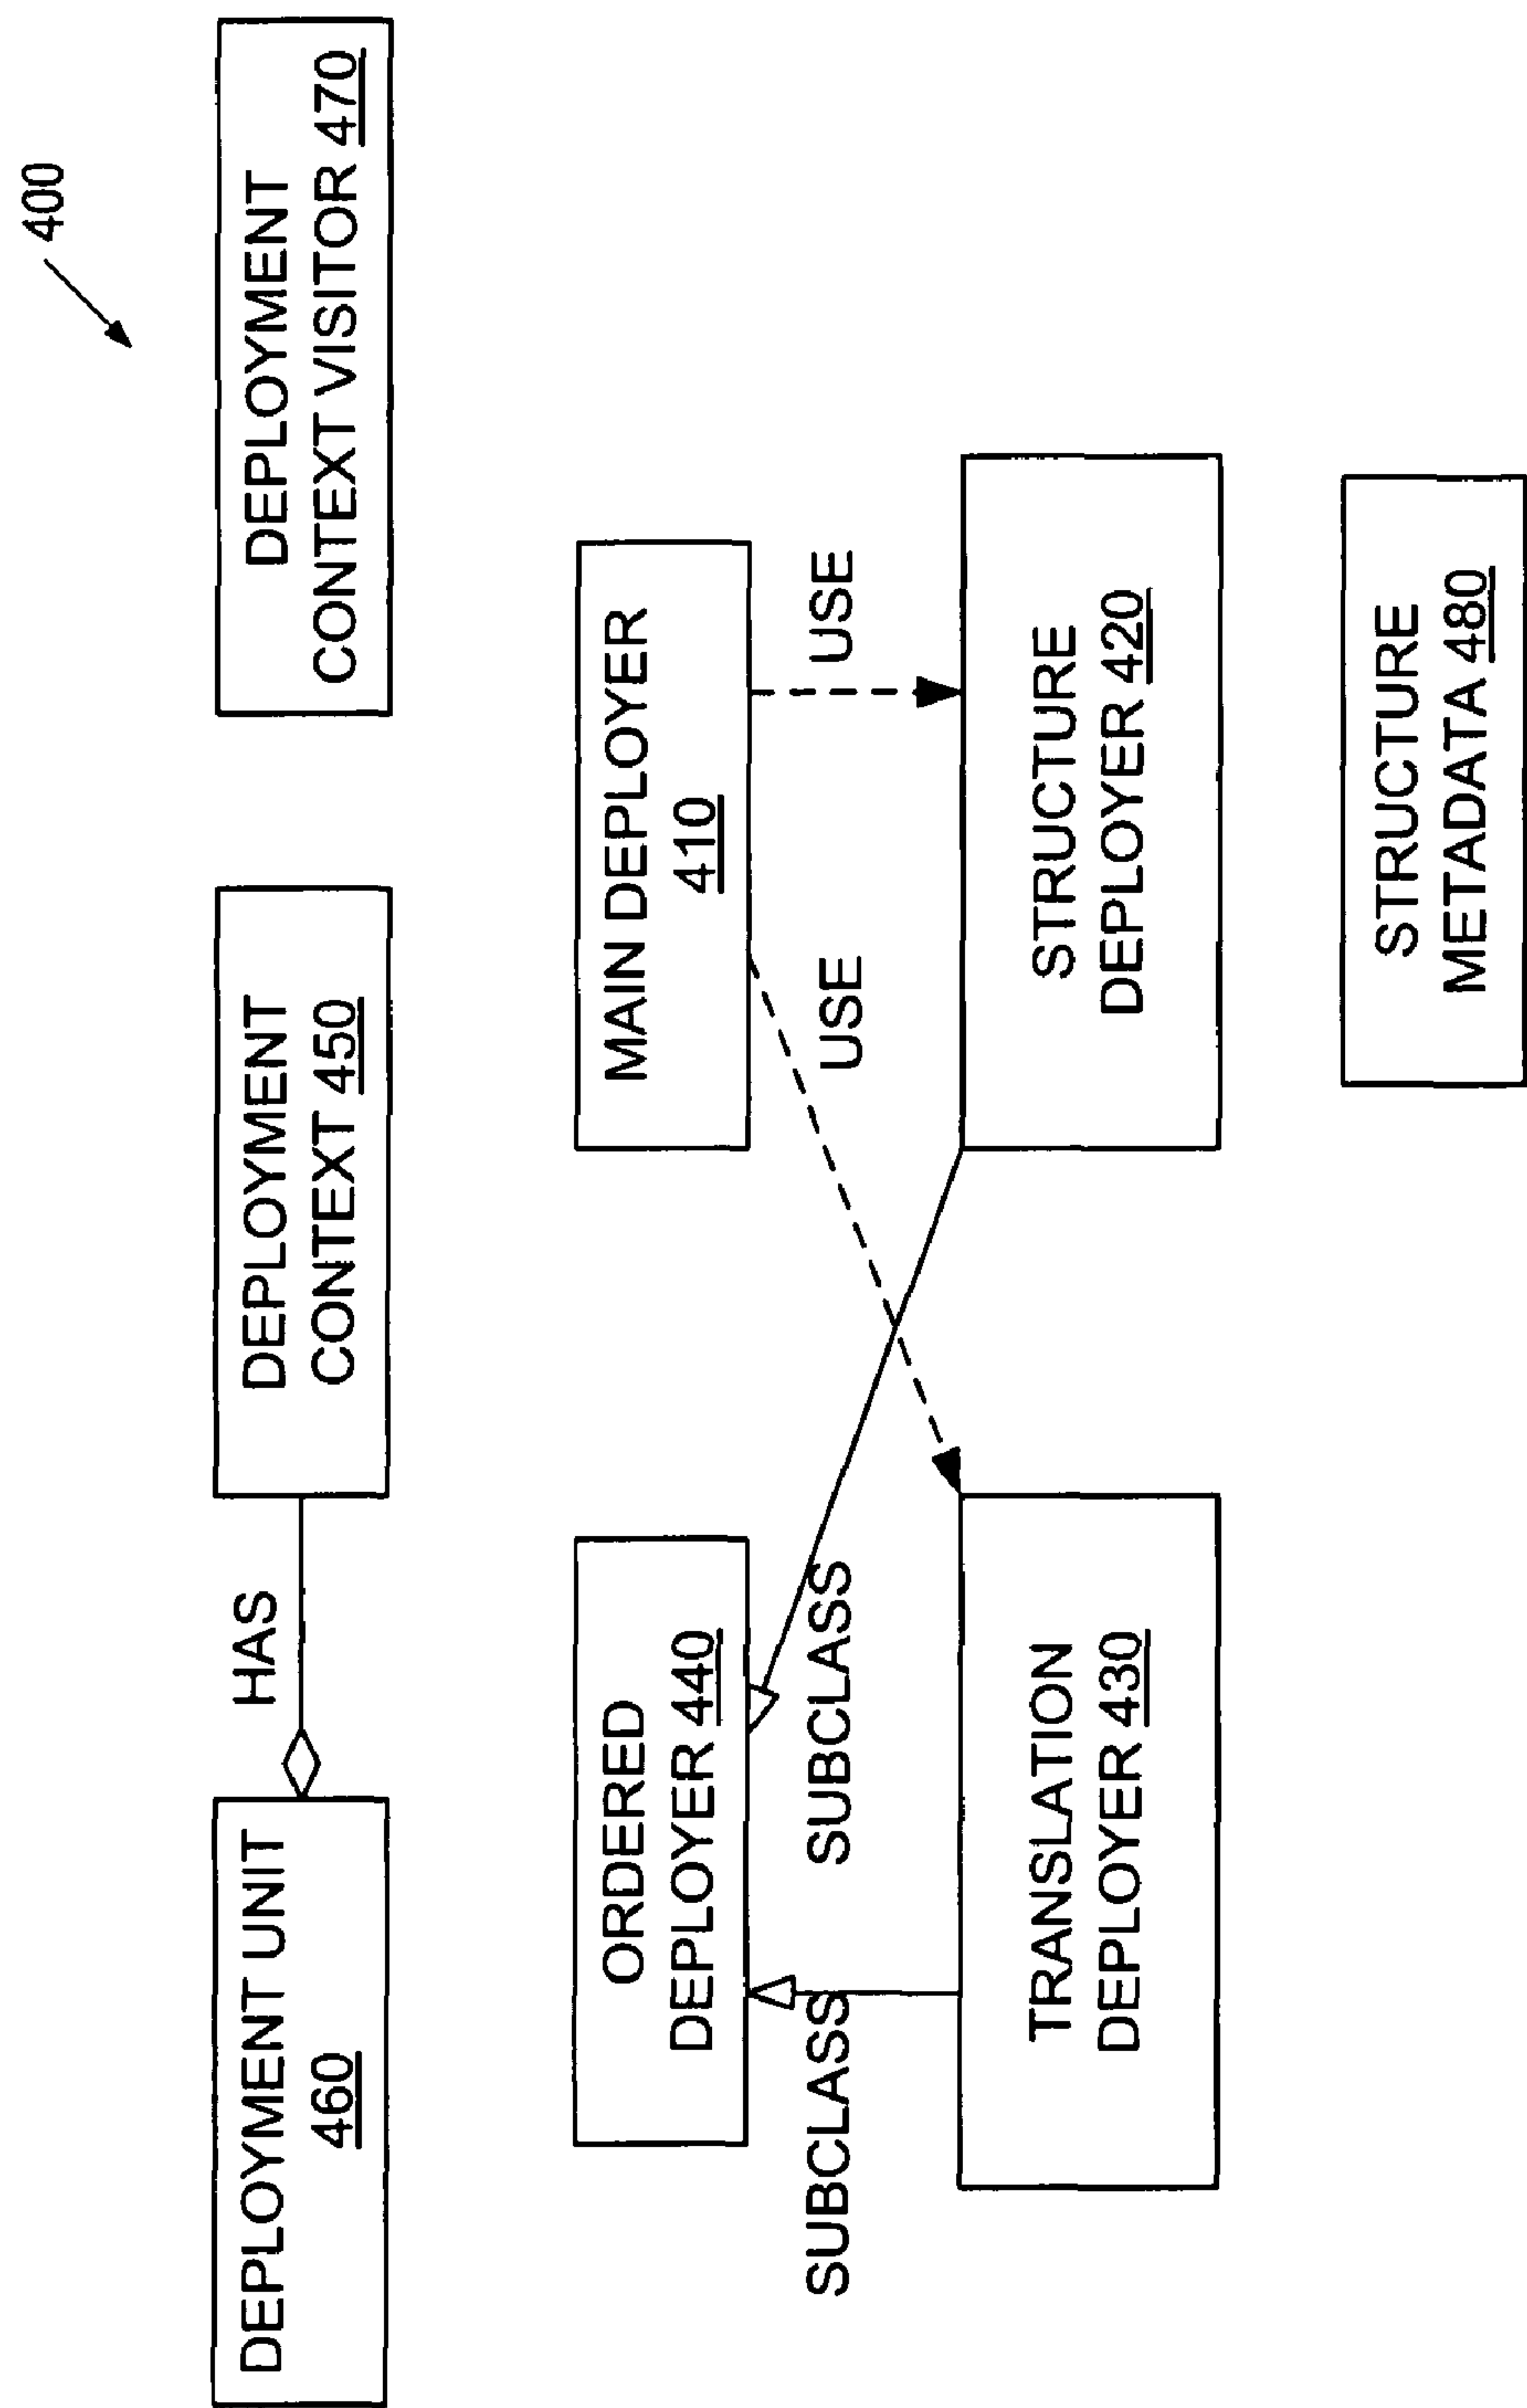 400
DEPLOYMENT UNIT
460
HAS
DEPLOYMENT
CONTEXT 450
DEPLOYMENT
CONTEXT VISITOR 470
ORDERED
DEPLOYER 440
MAIN DEPLOYER
410
SUBCLASS
SUBCLASS
USE
USE
TRANSLATION
DEPLOYER 430
STRUCTURE
DEPLOYER 420
STRUCTURE
METADATA 480